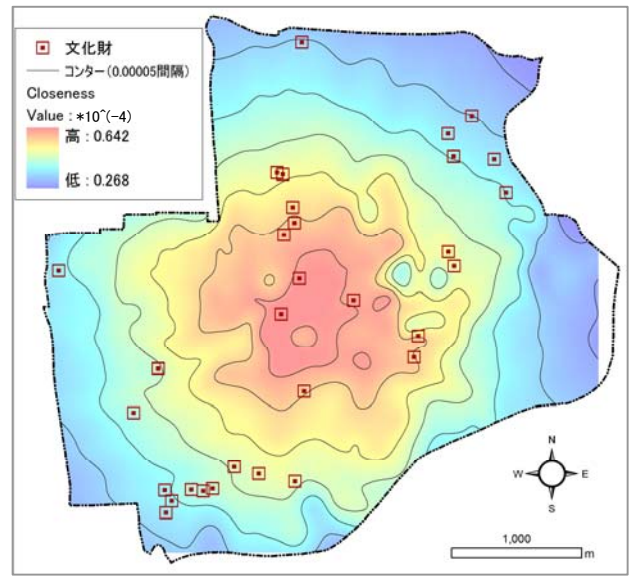 文化財
コンター(0.00005間隔)
Closeness
Value : *10^(-4)
高 : 0.642
低 : 0.268
N
W E
S
1,000
m